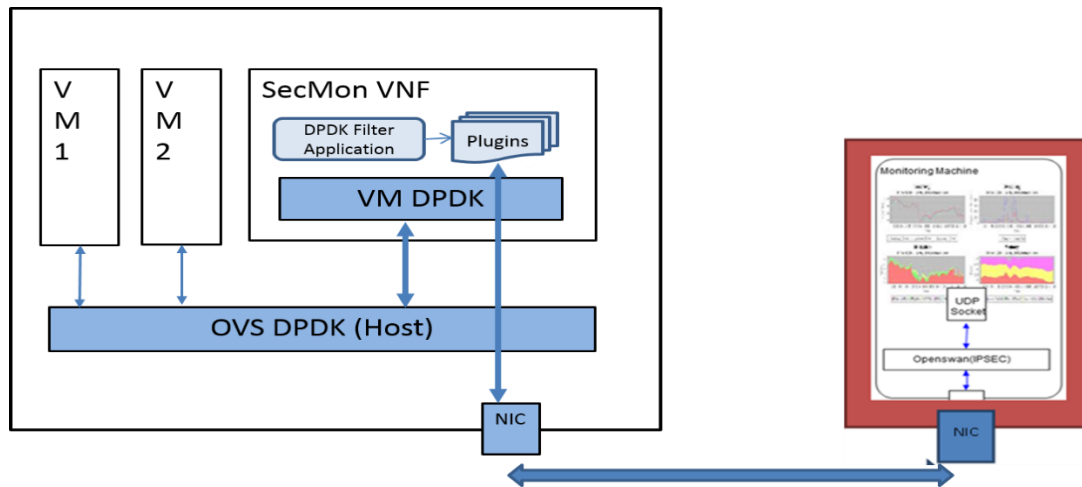 V
M
1
V
M
2
SecMon VNF
DPDK Filter
Application
Plugins
VM DPDK
OVS DPDK (Host)
NIC
Monitoring Machine
UDP
Socket
Openswan(IPSEC)
NIC